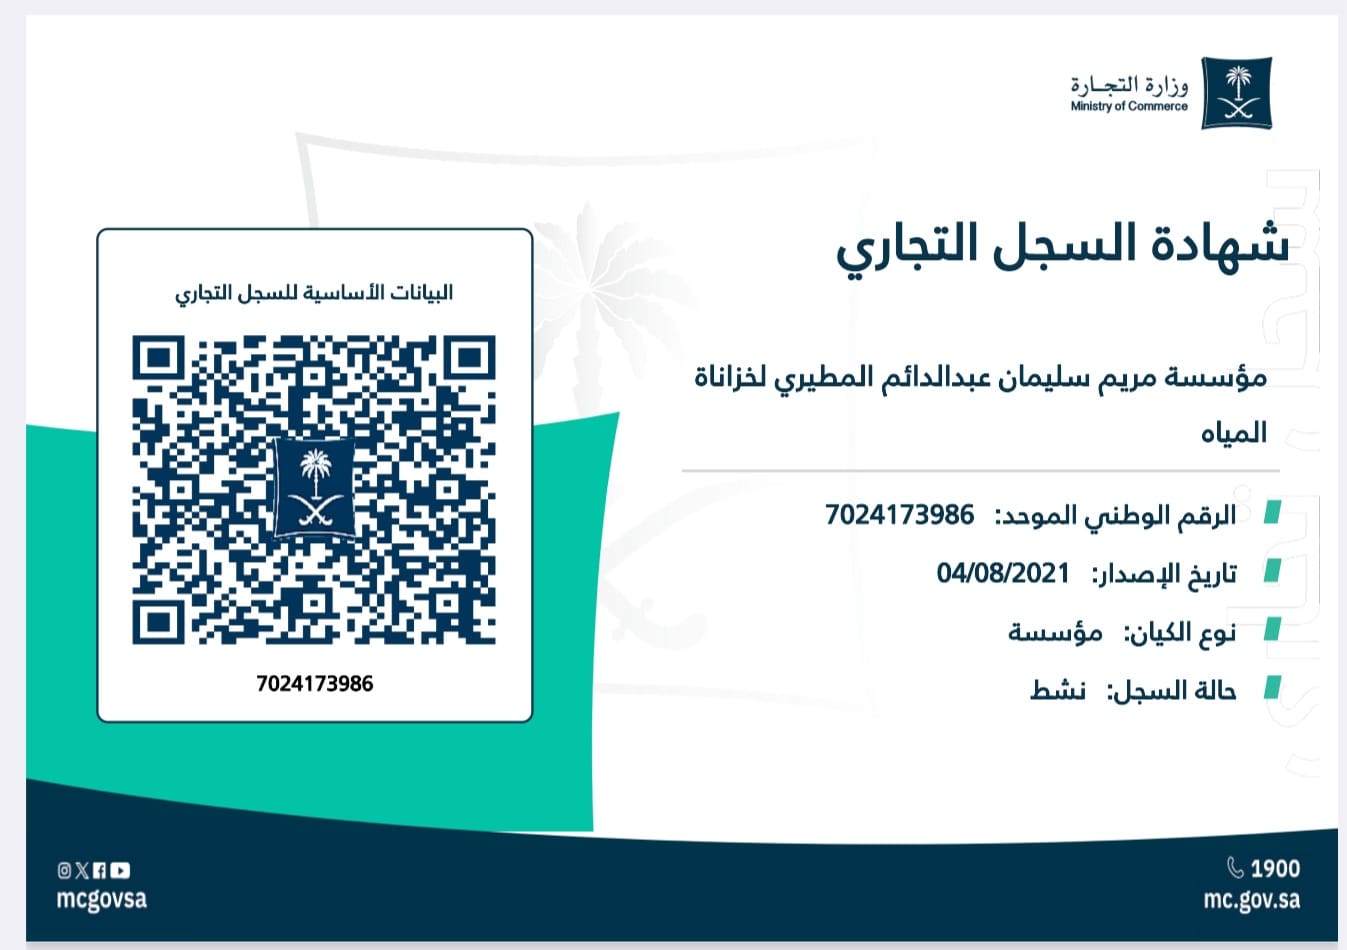 وزارة التجـارة
Ministry of Commerce
شهادة السجل التجاري
مؤسسة مريم سليمان عبدالدائم المطيري لخزاناة
المياه
الرقم الوطني الموحد: 7024173986
تاريخ الإصدار: 04/08/2021
نوع الكيان: مؤسسة
حالة السجل: نشط
البيانات الأساسية للسجل التجاري
7024173986
1900
mc.gov.sa
mcgovsa